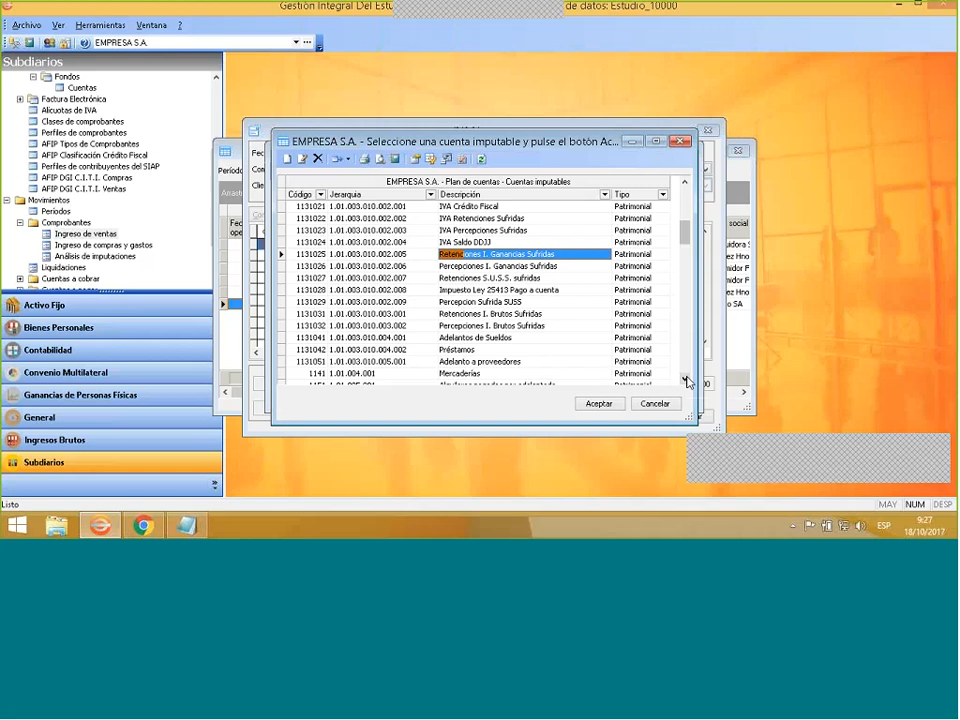 Gestión Integral Del Estu
de datos: Estudio_10000
Archivo Ver Herramientas Ventana ?
EMPRESA S.A.
Subdiarios
Fondos
Cuentas
Factura Electrónica
Alícuotas de IVA
Clases de comprobantes
Perfiles de comprobantes
AFIP Tipos de Comprobantes
AFIP Clasificación Crédito Fiscal
Perfiles de contribuyentes del SIAP
AFIP DGI C.I.T.I. Compras
AFIP DGI C.I.T.I. Ventas
Movimientos
Períodos
Comprobantes
Ingreso de ventas
Ingreso de compras y gastos
Análisis de imputaciones
Liquidaciones
Cuentas a cobrar
Activo Fijo
Bienes Personales
Contabilidad
Convenio Multilateral
Ganancias de Personas Físicas
General
Ingresos Brutos
Subdiarios
Listo
EMPRESA S.A. - Seleccione una cuenta imputable y pulse el botón Ac...
EMPRESA S.A. - Plan de cuentas - Cuentas imputables
Código Jerarquía Descripción Tipo
1131021 1.01.003.010.002.001 IVA Crédito Fiscal Patrimonial
1131022 1.01.003.010.002.002 IVA Retenciones Sufridas Patrimonial
1131023 1.01.003.010.002.003 IVA Percepciones Sufridas Patrimonial
1131024 1.01.003.010.002.004 IVA Saldo DDJJ Patrimonial
1131025 1.01.003.010.002.005 Retenciones I. Ganancias Sufridas Patrimonial
1131026 1.01.003.010.002.006 Percepciones I. Ganancias Sufridas Patrimonial
1131027 1.01.003.010.002.007 Retenciones S.U.S.S. sufridas Patrimonial
1131028 1.01.003.010.002.008 Impuesto Ley 25413 Pago a cuenta Patrimonial
1131029 1.01.003.010.002.009 Percepcion Sufrida SUSS Patrimonial
1131031 1.01.003.010.003.001 Retenciones I. Brutos Sufridas Patrimonial
1131032 1.01.003.010.003.002 Percepciones I. Brutos Sufridas Patrimonial
1131041 1.01.003.010.004.001 Adelantos de Sueldos Patrimonial
1131042 1.01.003.010.004.002 Préstamos Patrimonial
1131051 1.01.003.010.005.001 Adelanto a proveedores Patrimonial
1141 1.01.004.001 Mercaderías Patrimonial
Aceptar Cancelar
Fec
Con
Clie
Período
Fec
ope
social
MAY NUM DESP
ESP
9:27
18/10/2017